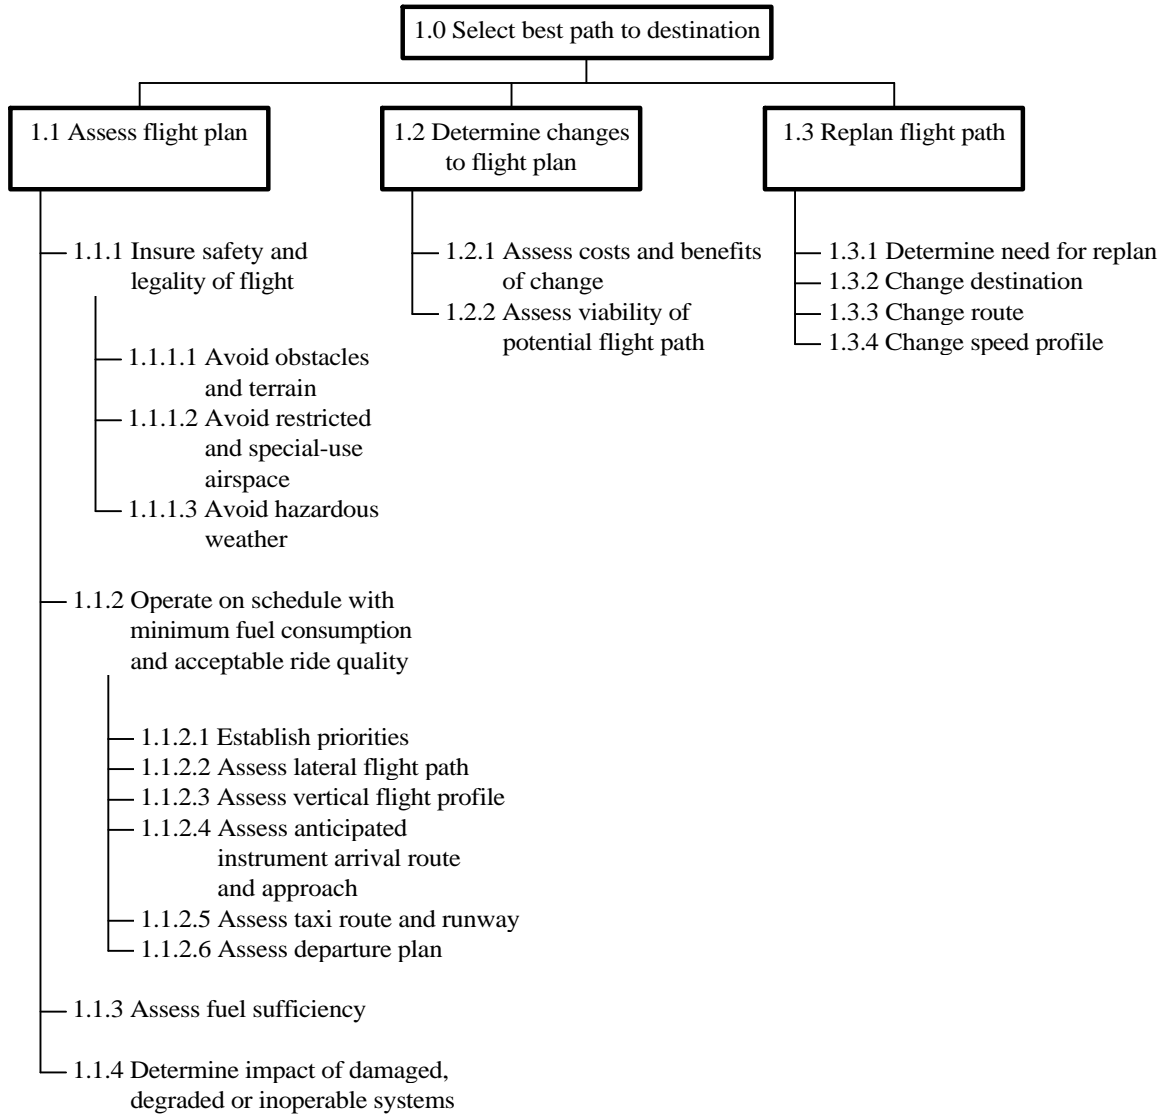 1.0 Select best path to destination
1.1 Assess flight plan
1.2 Determine changes
to flight plan
1.3 Replan flight path
1.1.1 Insure safety and
legality of flight
1.1.1.1 Avoid obstacles
and terrain
1.1.1.2 Avoid restricted
and special-use
airspace
1.1.1.3 Avoid hazardous
weather
1.1.2 Operate on schedule with
minimum fuel consumption
and acceptable ride quality
1.1.2.1 Establish priorities
1.1.2.2 Assess lateral flight path
1.1.2.3 Assess vertical flight profile
1.1.2.4 Assess anticipated
instrument arrival route
and approach
1.1.2.5 Assess taxi route and runway
1.1.2.6 Assess departure plan
1.1.3 Assess fuel sufficiency
1.1.4 Determine impact of damaged,
degraded or inoperable systems
1.2.1 Assess costs and benefits
of change
1.2.2 Assess viability of
potential flight path
1.3.1 Determine need for replan
1.3.2 Change destination
1.3.3 Change route
1.3.4 Change speed profile